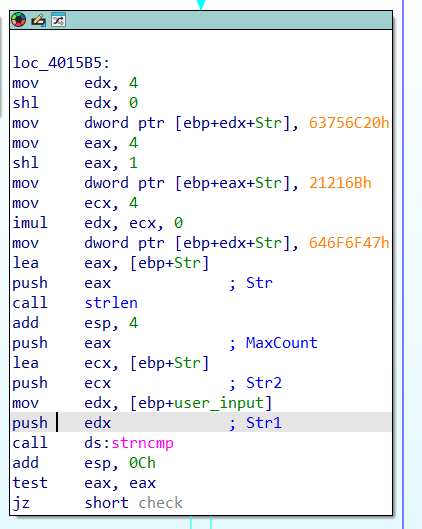 loc_4015B5:
mov edx, 4
shl edx, 0
mov dword ptr [ebp+edx+Str], 63756C20h
mov eax, 4
shl eax, 1
mov dword ptr [ebp+eax+Str], 21216Bh
mov ecx, 4
imul edx, ecx, 0
mov dword ptr [ebp+edx+Str], 646F6F47h
lea eax, [ebp+Str]
push eax ; Str
call strlen
add esp, 4
push eax ; MaxCount
lea ecx, [ebp+Str]
push ecx ; Str2
mov edx, [ebp+user_input]
push edx ; Str1
call ds:strncmp
add esp, 0Ch
test eax, eax
jz short check